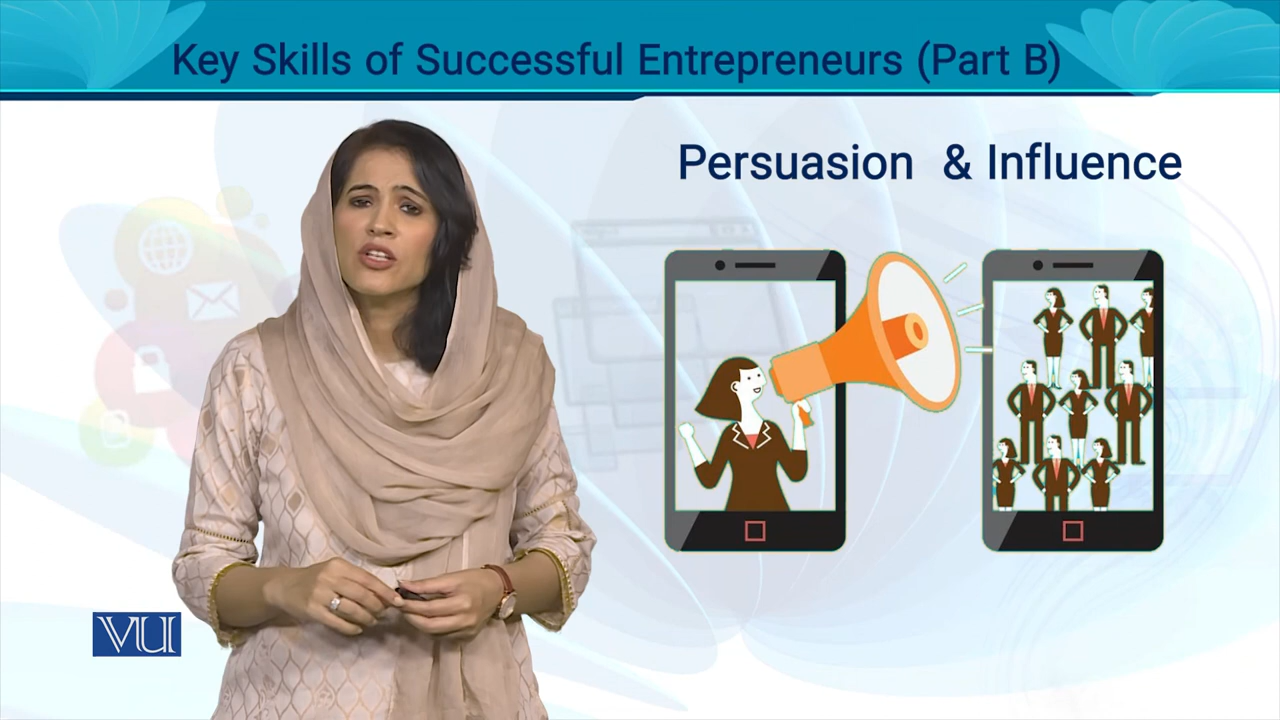 Key Skills of Successful Entrepreneurs (Part B)
Persuasion & Influence
VU